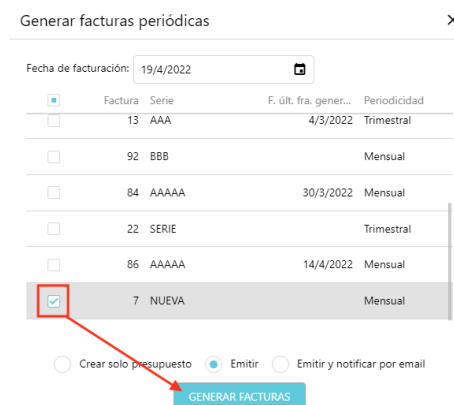 Generar facturas periódicas
Fecha de facturación: 19/4/2022
Factura Serie F. últ. fra. gener... Periodicidad
13 AAA 4/3/2022 Trimestral
92 BBB Mensual
84 AAAAA 30/3/2022 Mensual
22 SERIE Trimestral
86 AAAAA 14/4/2022 Mensual
7 NUEVA Mensual
Crear solo presupuesto Emitir Emitir y notificar por email
GENERAR FACTURAS